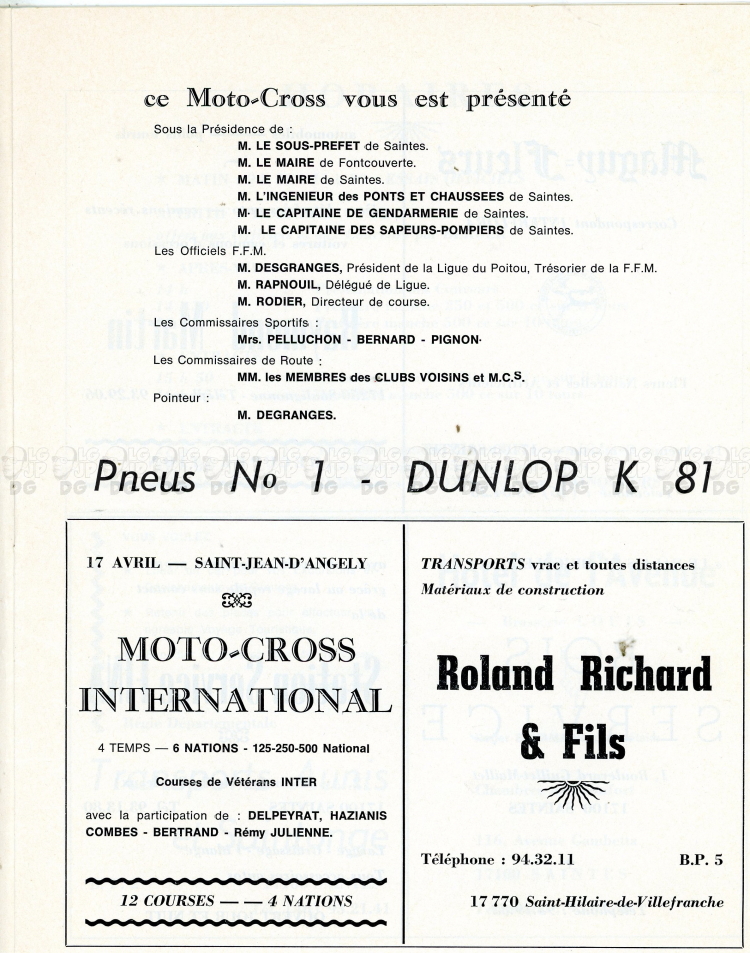 ce Moto-Cross vous est présenté
Sous la Présidence de :
M. LE SOUS-PREFET de Saintes.
M. LE MAIRE de Fontcouverte.
M. LE MAIRE de Saintes.
M. L'INGENIEUR des PONTS ET CHAUSSEES de Saintes.
M· LE CAPITAINE DE GENDARMERIE de Saintes.
M. LE CAPITAINE DES SAPEURS-POMPIERS de Saintes.
Les Officiels F.F.M.
M. DESGRANGES, Président de la Ligue du Poitou, Trésorier de la F.F.M.
M. RAPNOUIL, Délégué de Ligue.
M. RODIER, Directeur de course.
Les Commissaires Sportifs :
Mrs. PELLUCHON - BERNARD - PIGNON·
Les Commissaires de Route :
MM. les MEMBRES des CLUBS VOISINS et M.C.S.
Pointeur :
M. DEGRANGES.
Pneus No 1 - DUNLOP K 81
17 AVRIL — SAINT-JEAN-D'ANGELY
MOTO-CROSS
INTERNATIONAL
4 TEMPS — 6 NATIONS - 125-250-500 National
Courses de Vétérans INTER
avec la participation de : DELPEYRAT, HAZIANIS
COMBES - BERTRAND - Rémy JULIENNE.
12 COURSES — — 4 NATIONS
TRANSPORTS vrac et toutes distances
Matériaux de construction
Roland Richard
& Fils
Téléphone : 94.32.11 B.P. 5
17 770 Saint-Hilaire-de-Villefranche